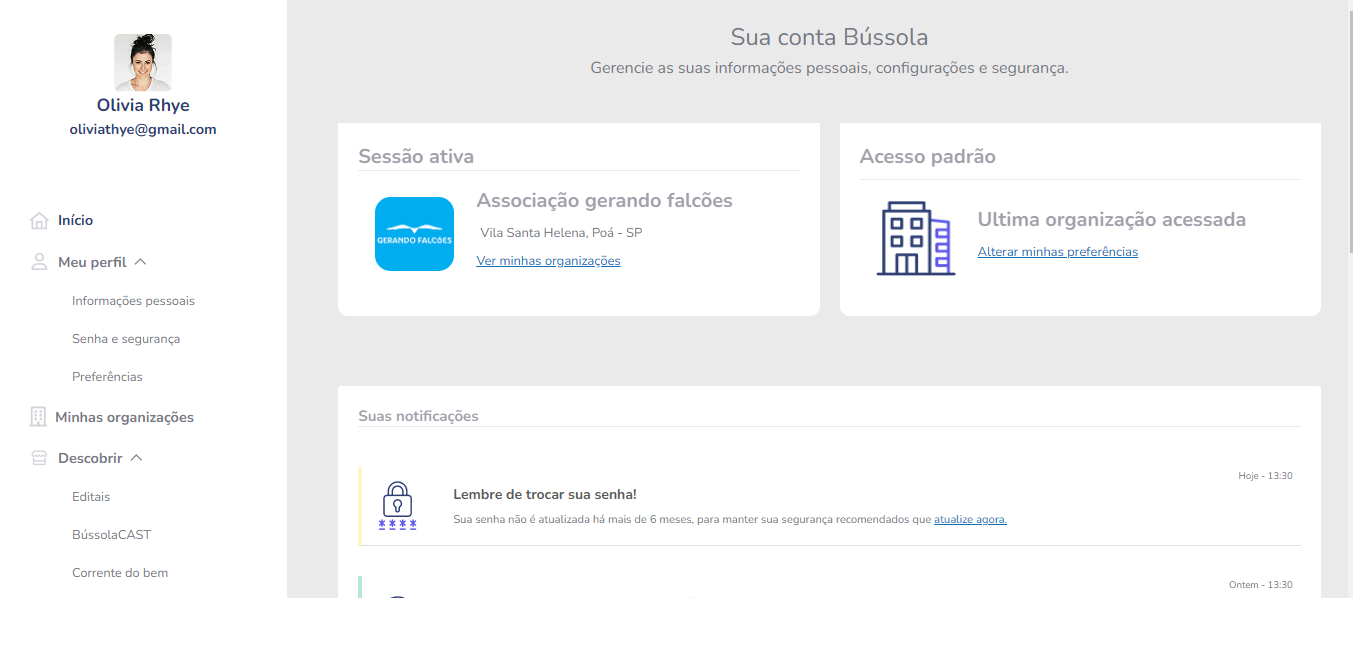 Olivia Rhye
oliviathye@gmail.com
Início
Meu perfil
Informações pessoais
Senha e segurança
Preferências
Minhas organizações
Descobrir
Editais
BússolaCAST
Corrente do bem
Sua conta Bússola
Gerencie as suas informações pessoais, configurações e segurança.
Sessão ativa
GERANDO FALCÕES
Associação gerando falcões
Vila Santa Helena, Poá - SP
Ver minhas organizações
Acesso padrão
Ultima organização acessada
Alterar minhas preferências
Suas notificações
Hoje - 13:30
Lembre de trocar sua senha!
Sua senha não é atualizada há mais de 6 meses, para manter sua segurança recomendados que atualize agora.
Ontem - 13:30